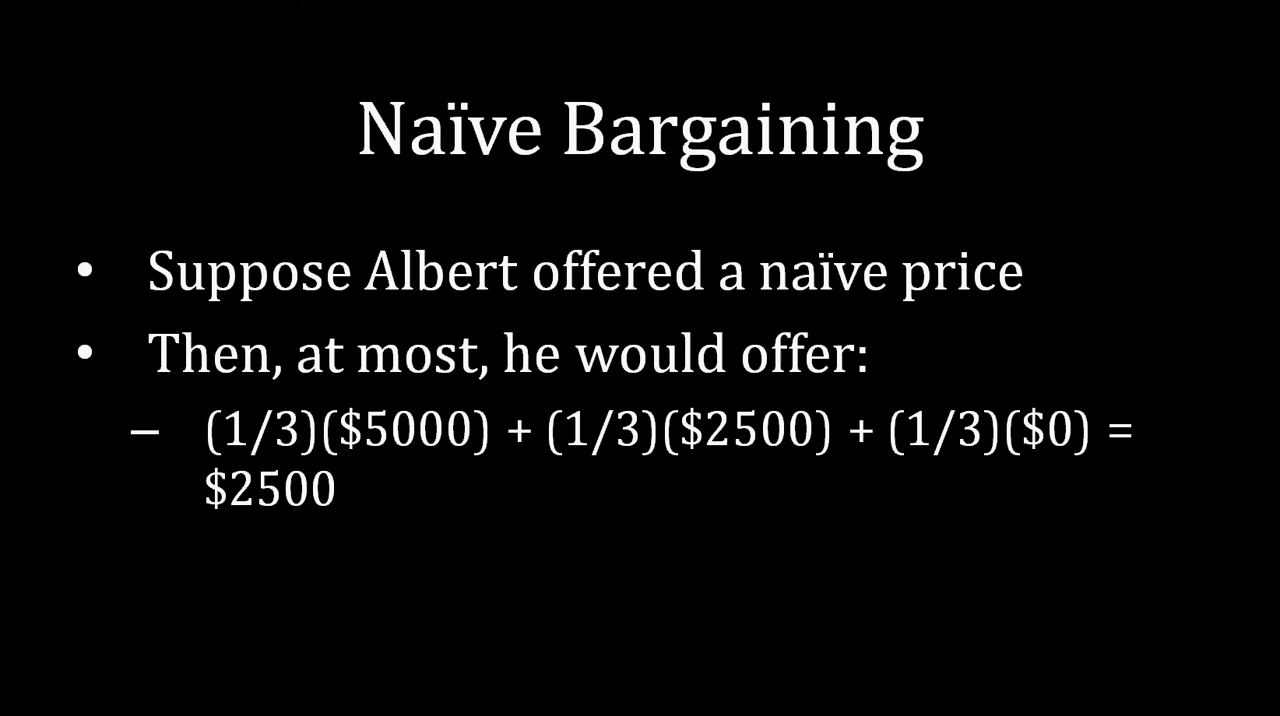 Naïve Bargaining
• Suppose Albert offered a naïve price
• Then, at most, he would offer:
– (1/3)($5000) + (1/3)($2500) + (1/3)($0) =
$2500